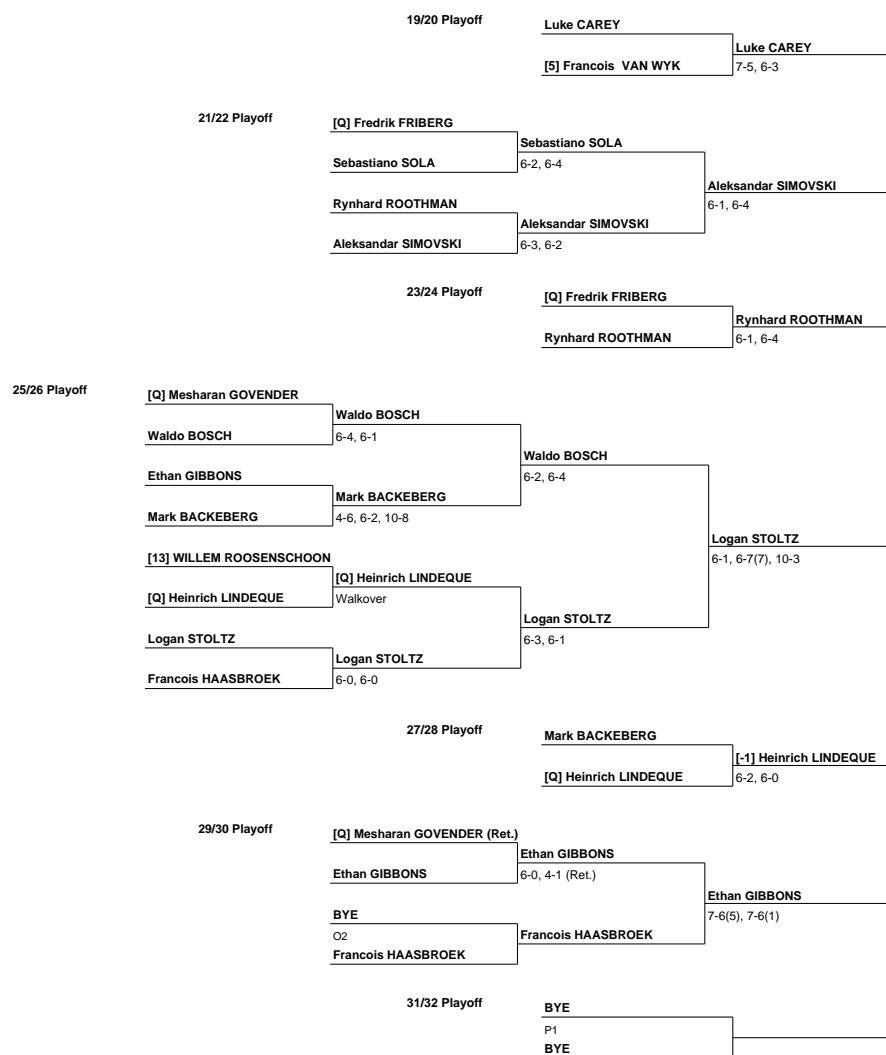 19/20 Playoff
Luke CAREY
Luke CAREY
[5] Francois VAN WYK
7-5, 6-3
21/22 Playoff
[Q] Fredrik FRIBERG
Sebastiano SOLA
Sebastiano SOLA
6-2, 6-4
Aleksandar SIMOVSKI
Rynhard ROOTHMAN
6-1, 6-4
Aleksandar SIMOVSKI
Aleksandar SIMOVSKI
6-3, 6-2
23/24 Playoff
[Q] Fredrik FRIBERG
Rynhard ROOTHMAN
Rynhard ROOTHMAN
6-1, 6-4
25/26 Playoff
[Q] Mesharan GOVENDER
Waldo BOSCH
Waldo BOSCH
6-4, 6-1
Waldo BOSCH
Ethan GIBBONS
6-2, 6-4
Mark BACKEBERG
Mark BACKEBERG
4-6, 6-2, 10-8
Logan STOLTZ
[13] WILLEM ROOSENSCHOON
6-1, 6-7(7), 10-3
[Q] Heinrich LINDEQUE
[Q] Heinrich LINDEQUE
Walkover
Logan STOLTZ
Logan STOLTZ
6-3, 6-1
Logan STOLTZ
Francois HAASBROEK
6-0, 6-0
27/28 Playoff
Mark BACKEBERG
[-1] Heinrich LINDEQUE
[Q] Heinrich LINDEQUE
6-2, 6-0
29/30 Playoff
[Q] Mesharan GOVENDER (Ret.)
Ethan GIBBONS
Ethan GIBBONS
6-0, 4-1 (Ret.)
Ethan GIBBONS
BYE
7-6(5), 7-6(1)
O2
Francois HAASBROEK
Francois HAASBROEK
31/32 Playoff
BYE
P1
BYE